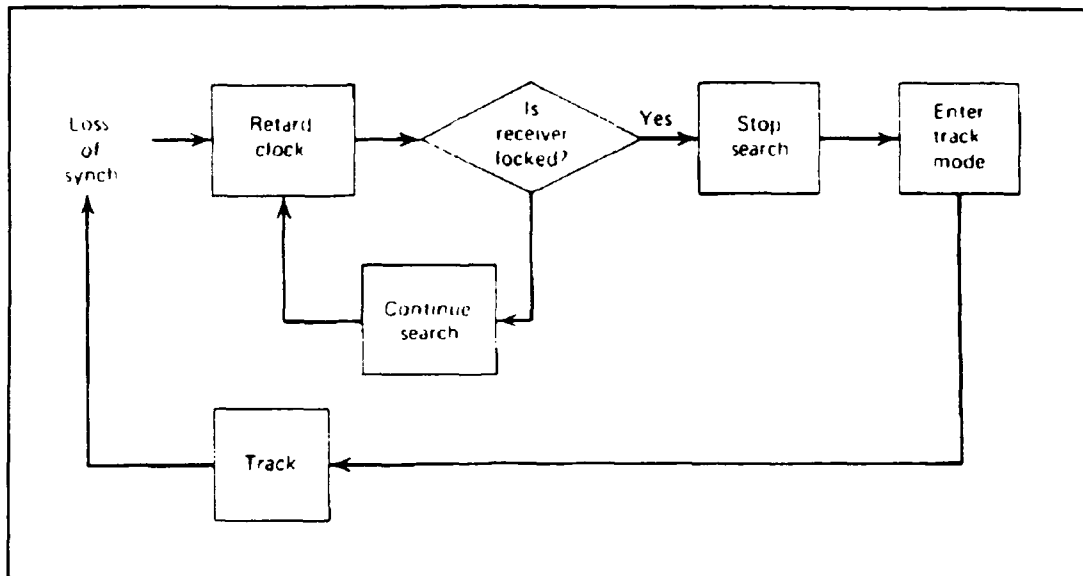 Loss
of
synch
Retard
clock
Is
receiver
locked?
Yes
Stop
search
Enter
track
mode
Continue
search
Track